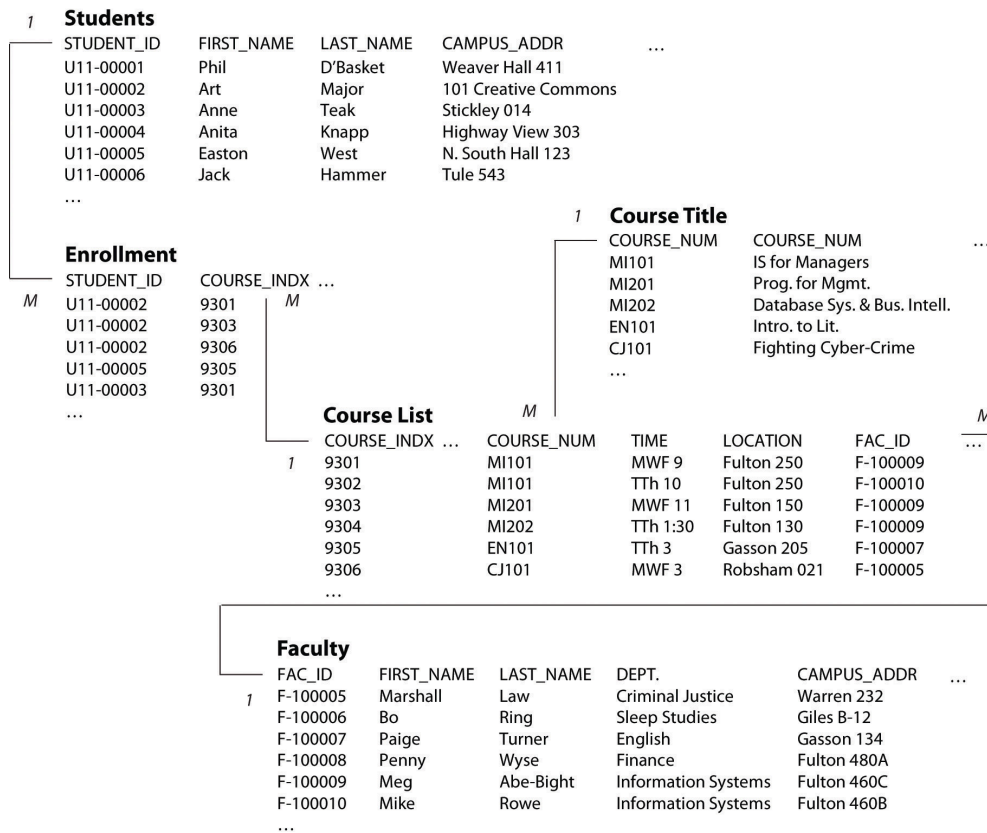 1 Students
STUDENT_ID FIRST_NAME LAST_NAME CAMPUS_ADDR …
U11-00001 Phil D’Basket Weaver Hall 411
U11-00002 Art Major 101 Creative Commons
U11-00003 Anne Teak Stickley 014
U11-00004 Anita Knapp Highway View 303
U11-00005 Easton West N. South Hall 123
U11-00006 Jack Hammer Tule 543
…
1 Course Title
COURSE_NUM COURSE_NUM …
MI101 IS for Managers
MI201 Prog. for Mgmt.
MI202 Database Sys. & Bus. Intell.
EN101 Intro. to Lit.
CJ101 Fighting Cyber-Crime
…
Enrollment
STUDENT_ID COURSE_INDX …
M U11-00002 9301 M
U11-00002 9303
U11-00002 9306
U11-00005 9305
U11-00003 9301
…
Course List M M
COURSE_INDX … COURSE_NUM TIME LOCATION FAC_ID …
1 9301 MI101 MWF 9 Fulton 250 F-100009
9302 MI101 TTh 10 Fulton 250 F-100010
9303 MI201 MWF 11 Fulton 150 F-100009
9304 MI202 TTh 1:30 Fulton 130 F-100009
9305 EN101 TTh 3 Gasson 205 F-100007
9306 CJ101 MWF 3 Robsham 021 F-100005
…
Faculty
FAC_ID FIRST_NAME LAST_NAME DEPT. CAMPUS_ADDR …
1 F-100005 Marshall Law Criminal Justice Warren 232
F-100006 Bo Ring Sleep Studies Giles B-12
F-100007 Paige Turner English Gasson 134
F-100008 Penny Wyse Finance Fulton 480A
F-100009 Meg Abe-Bight Information Systems Fulton 460C
F-100010 Mike Rowe Information Systems Fulton 460B
…